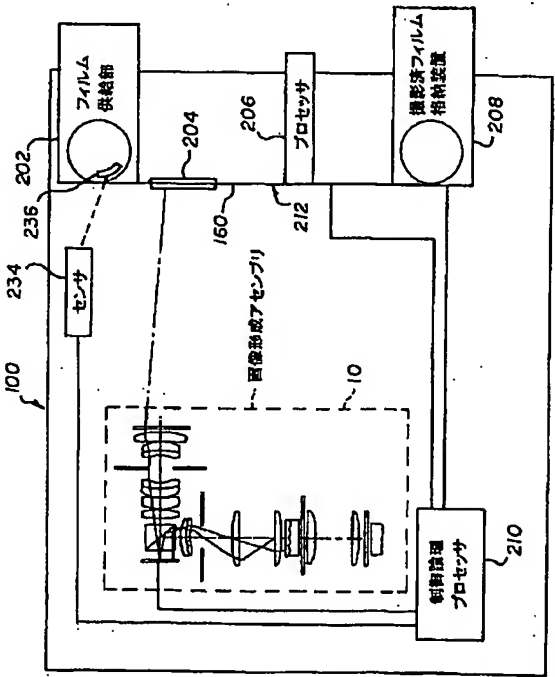 100
202
フィルム
供給部
236
234
センサ
204
160
212
206
プロセッサ
撮影済フィルム
格納装置
208
画像形成アセンブリ
10
制御論理
プロセッサ
210